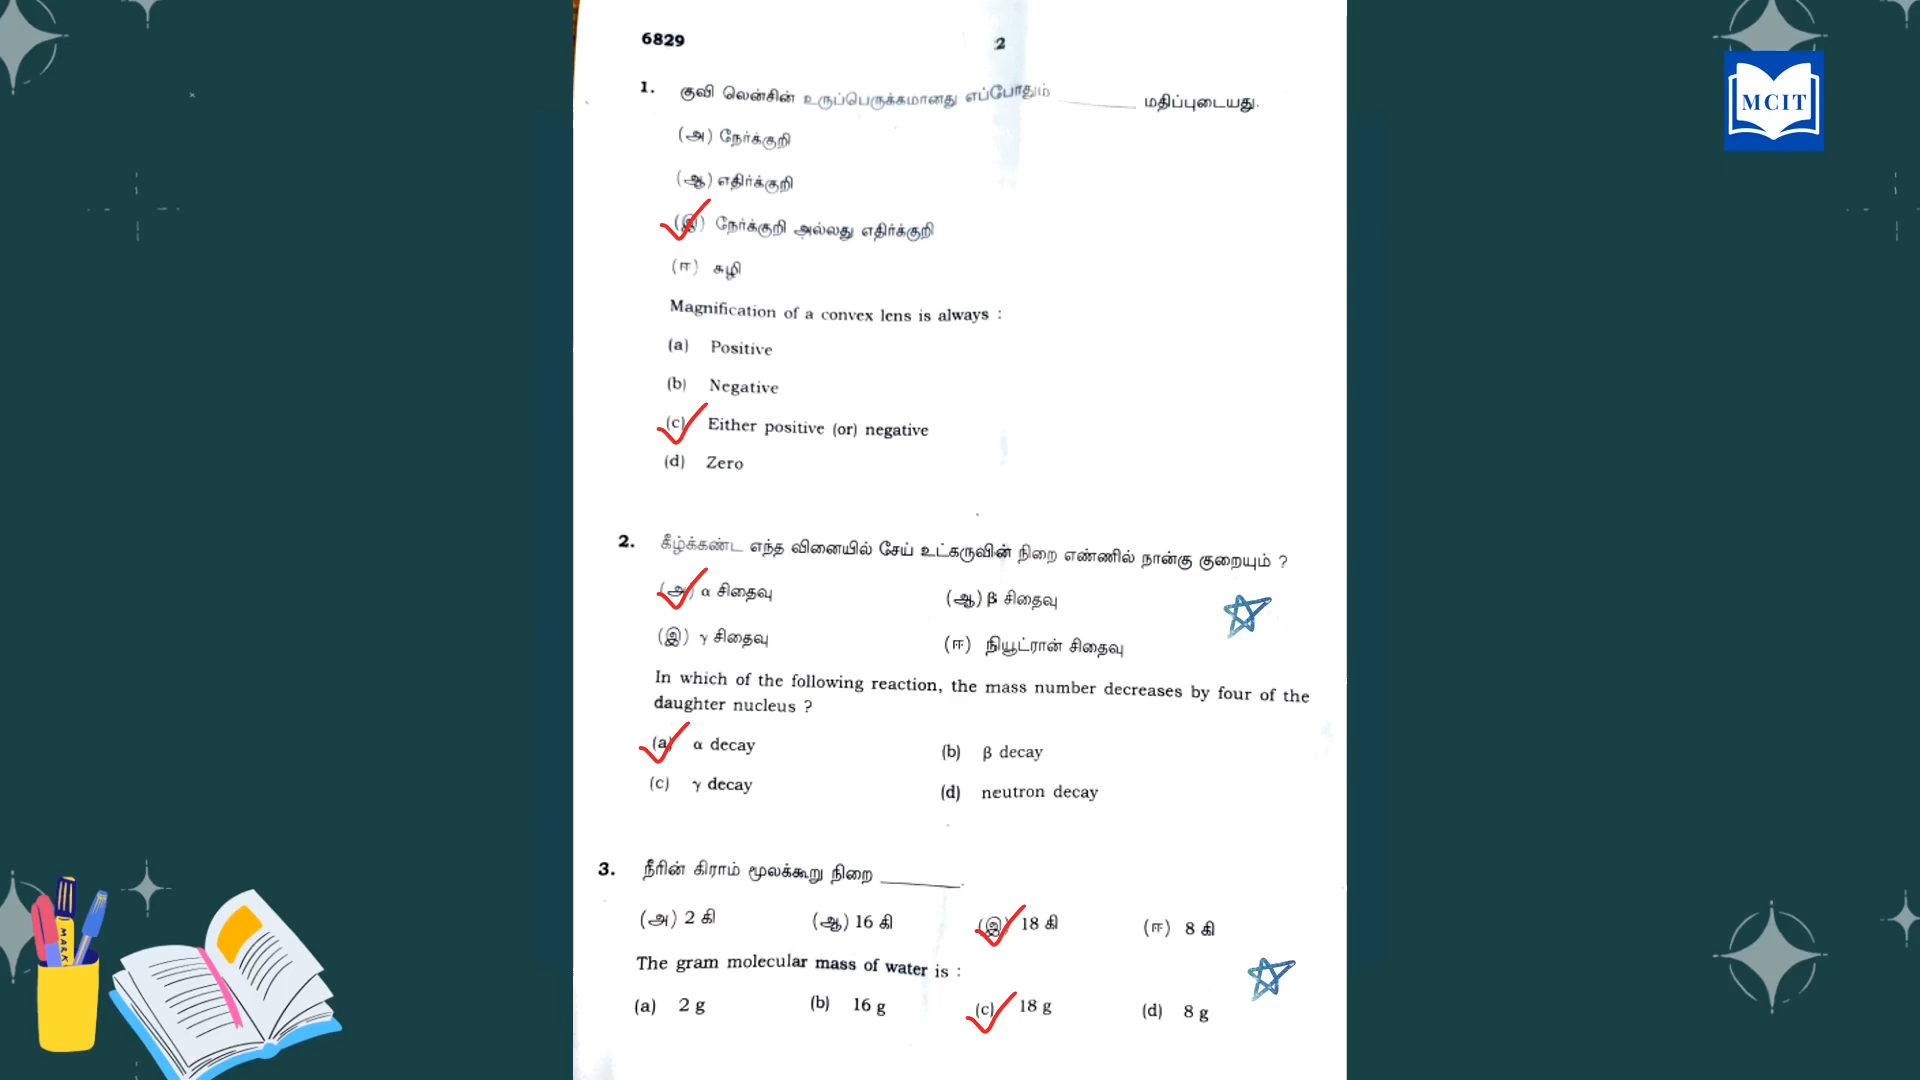 6829
2
MCIT
1. குவி லென்சின் உருப்பெருக்கமானது எப்போதும் ________ மதிப்புடையது.
(அ) நேர்க்குறி
(ஆ) எதிர்க்குறி
(இ) நேர்க்குறி அல்லது எதிர்க்குறி
(ஈ) சுழி
Magnification of a convex lens is always :
(a) Positive
(b) Negative
(c) Either positive (or) negative
(d) Zero
2. கீழ்க்கண்ட எந்த வினையில் சேய் உட்கருவின் நிறை எண்ணில் நான்கு குறையும் ?
(அ) α சிதைவு (ஆ) β சிதைவு
(இ) γ சிதைவு (ஈ) நியூட்ரான் சிதைவு
In which of the following reaction, the mass number decreases by four of the
daughter nucleus ?
(a) α decay (b) β decay
(c) γ decay (d) neutron decay
3. நீரின் கிராம் மூலக்கூறு நிறை ________.
(அ) 2 கி (ஆ) 16 கி (இ) 18 கி (ஈ) 8 கி
The gram molecular mass of water is :
(a) 2 g (b) 16 g (c) 18 g (d) 8 g
MARK